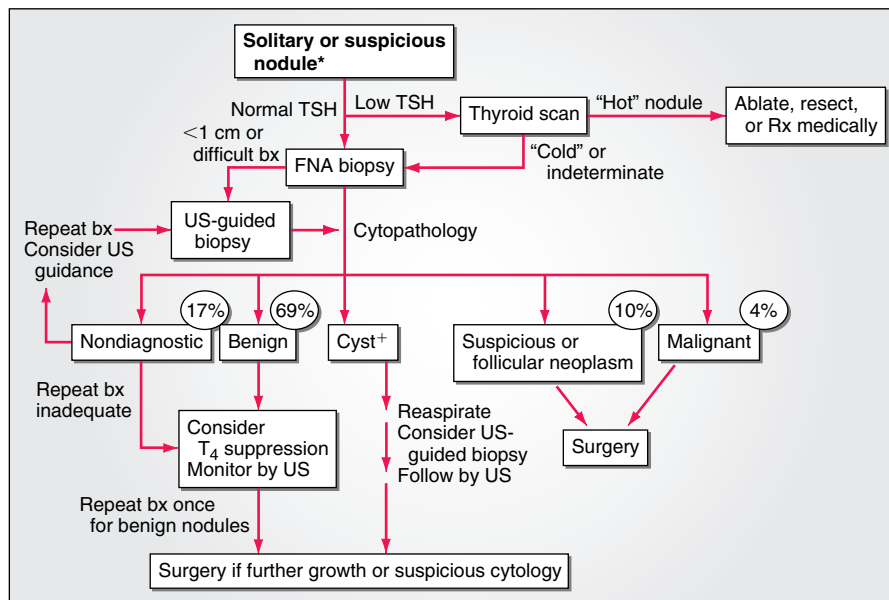 Solitary or suspicious
nodule*
Normal TSH
Low TSH
Thyroid scan
“Hot” nodule
Ablate, resect,
or Rx medically
<1 cm or
difficult bx
FNA biopsy
“Cold” or
indeterminate
Repeat bx
Consider US
guidance
US-guided
biopsy
Cytopathology
17%
69%
10%
4%
Nondiagnostic
Benign
Cyst+
Suspicious or
follicular neoplasm
Malignant
Repeat bx
inadequate
Consider
T4 suppression
Monitor by US
Reaspirate
Consider US-
guided biopsy
Follow by US
Surgery
Repeat bx once
for benign nodules
Surgery if further growth or suspicious cytology